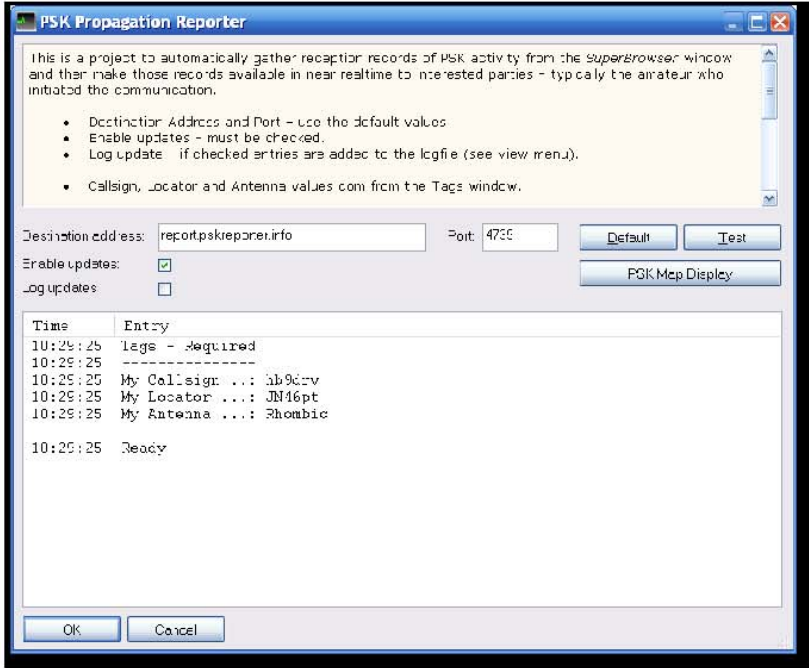 PSK Propagation Reporter
This is a project to automatically gather reception records of PSK activity from the SuperBrowser window
and then make those records available in near realtime to interested parties - typically the amateur who
initiated the communication.
• Destination Address and Port - use the default values
• Enable updates - must be checked.
• Log update if checked entries are added to the logfile (see view menu).
• Callsign, Locator and Antenna values com from the Tags window.
Destination address: report.pskreporter.info Port: 4739 Default Test
Enable updates:
Log updates PSK Map Display
Time Entry
10:29:25 Tags - Required
10:29:25 ---------------
10:29:25 My Callsign ..: hb9drv
10:29:25 My Locator ...: JN46pt
10:29:25 My Antenna ...: Rhombic
10:29:25 Ready
OK Cancel